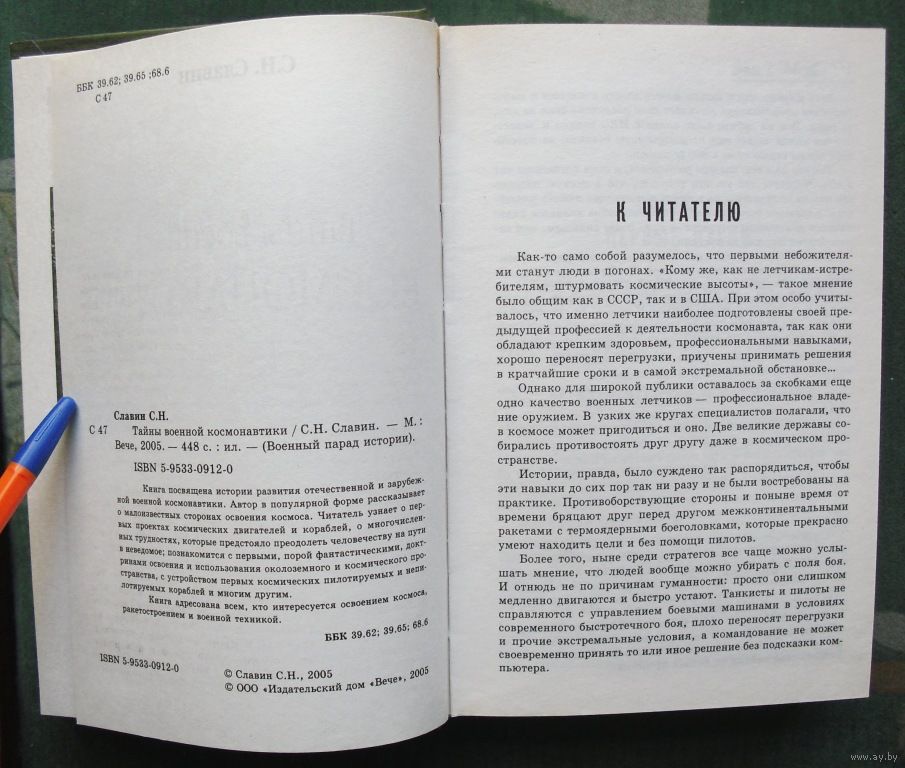 ББК 39.62; 39.65 ;68.6
С 47
Славин С.Н.
С 47 Тайны военной космонавтики / С.Н. Славин. — М. :
Вече, 2005. — 448 с. : ил. — (Военный парад истории).
ISBN 5-9533-0912-0
Книга посвящена истории развития отечественной и зарубеж-
ной военной космонавтики. Автор в популярной форме рассказывает
о малоизвестных сторонах освоения космоса. Читатель узнает о пер-
вых проектах космических двигателей и кораблей, о многочислен-
ных трудностях, которые предстояло преодолеть человечеству на пути
в неведомое; познакомится с первыми, порой фантастическими, докт-
ринами освоения и использования околоземного и космического про-
странства, с устройством первых космических пилотируемых и непи-
лотируемых кораблей и многим другим.
Книга адресована всем, кто интересуется освоением космоса,
ракетостроением и военной техникой.
ББК 39.62; 39.65; 68.6
ISBN 5-9533-0912-0
© Славин С.Н., 2005
© ООО «Издательский дом «Вече», 2005
К ЧИТАТЕЛЮ
Как-то само собой разумелось, что первыми небожителя-
ми станут люди в погонах. «Кому же, как не летчикам-истре-
бителям, штурмовать космические высоты», — такое мнение
было общим как в СССР, так и в США. При этом особо учиты-
валось, что именно летчики наиболее подготовлены своей пре-
дыдущей профессией к деятельности космонавта, так как они
обладают крепким здоровьем, профессиональными навыками,
хорошо переносят перегрузки, приучены принимать решения
в кратчайшие сроки и в самой экстремальной обстановке...
Однако для широкой публики оставалось за скобками еще
одно качество военных летчиков — профессиональное владе-
ние оружием. В узких же кругах специалистов полагали, что
в космосе может пригодиться и оно. Две великие державы со-
бирались противостоять друг другу даже в космическом про-
странстве.
Истории, правда, было суждено так распорядиться, чтобы
эти навыки до сих пор так ни разу и не были востребованы на
практике. Противоборствующие стороны и поныне время от
времени бряцают друг перед другом межконтинентальными
ракетами с термоядерными боеголовками, которые прекрасно
умеют находить цели и без помощи пилотов.
Более того, ныне среди стратегов все чаще можно услы-
шать мнение, что людей вообще можно убирать с поля боя.
И отнюдь не по причинам гуманности: просто они слишком
медленно двигаются и быстро устают. Танкисты и пилоты не
справляются с управлением боевыми машинами в условиях
современного быстротечного боя, плохо переносят перегрузки
и прочие экстремальные условия, а командование не может
своевременно принять то или иное решение без подсказки ком-
пьютера.
www.ay.by